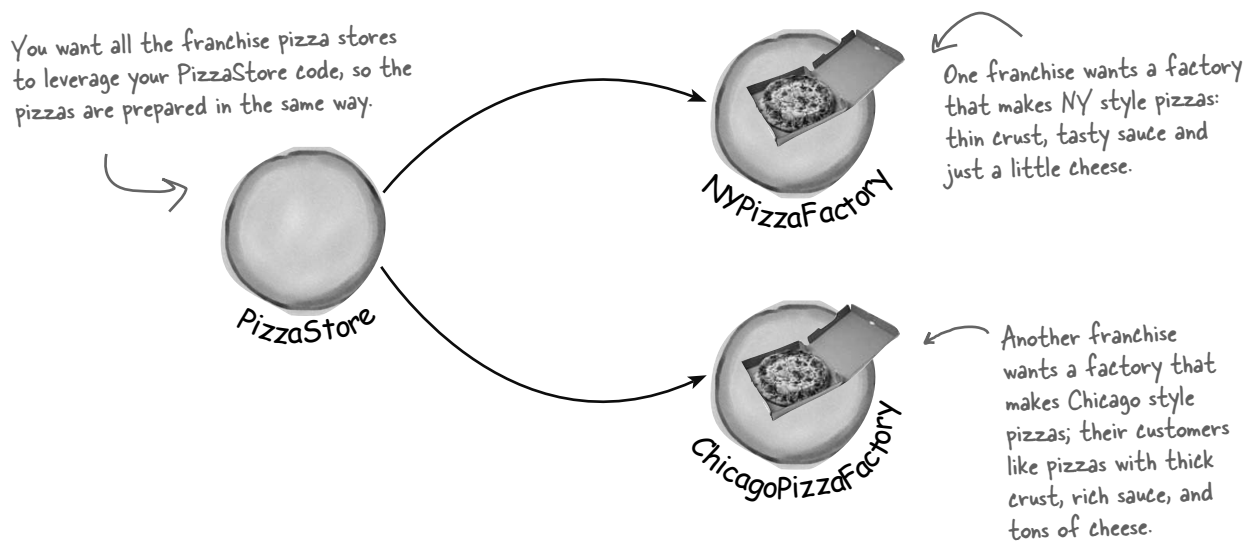 You want all the franchise pizza stores
to leverage your PizzaStore code, so the
pizzas are prepared in the same way.
PizzaStore
NYPizzaFactory
One franchise wants a factory
that makes NY style pizzas:
thin crust, tasty sauce and
just a little cheese.
ChicagoPizzaFactory
Another franchise
wants a factory that
makes Chicago style
pizzas; their customers
like pizzas with thick
crust, rich sauce, and
tons of cheese.